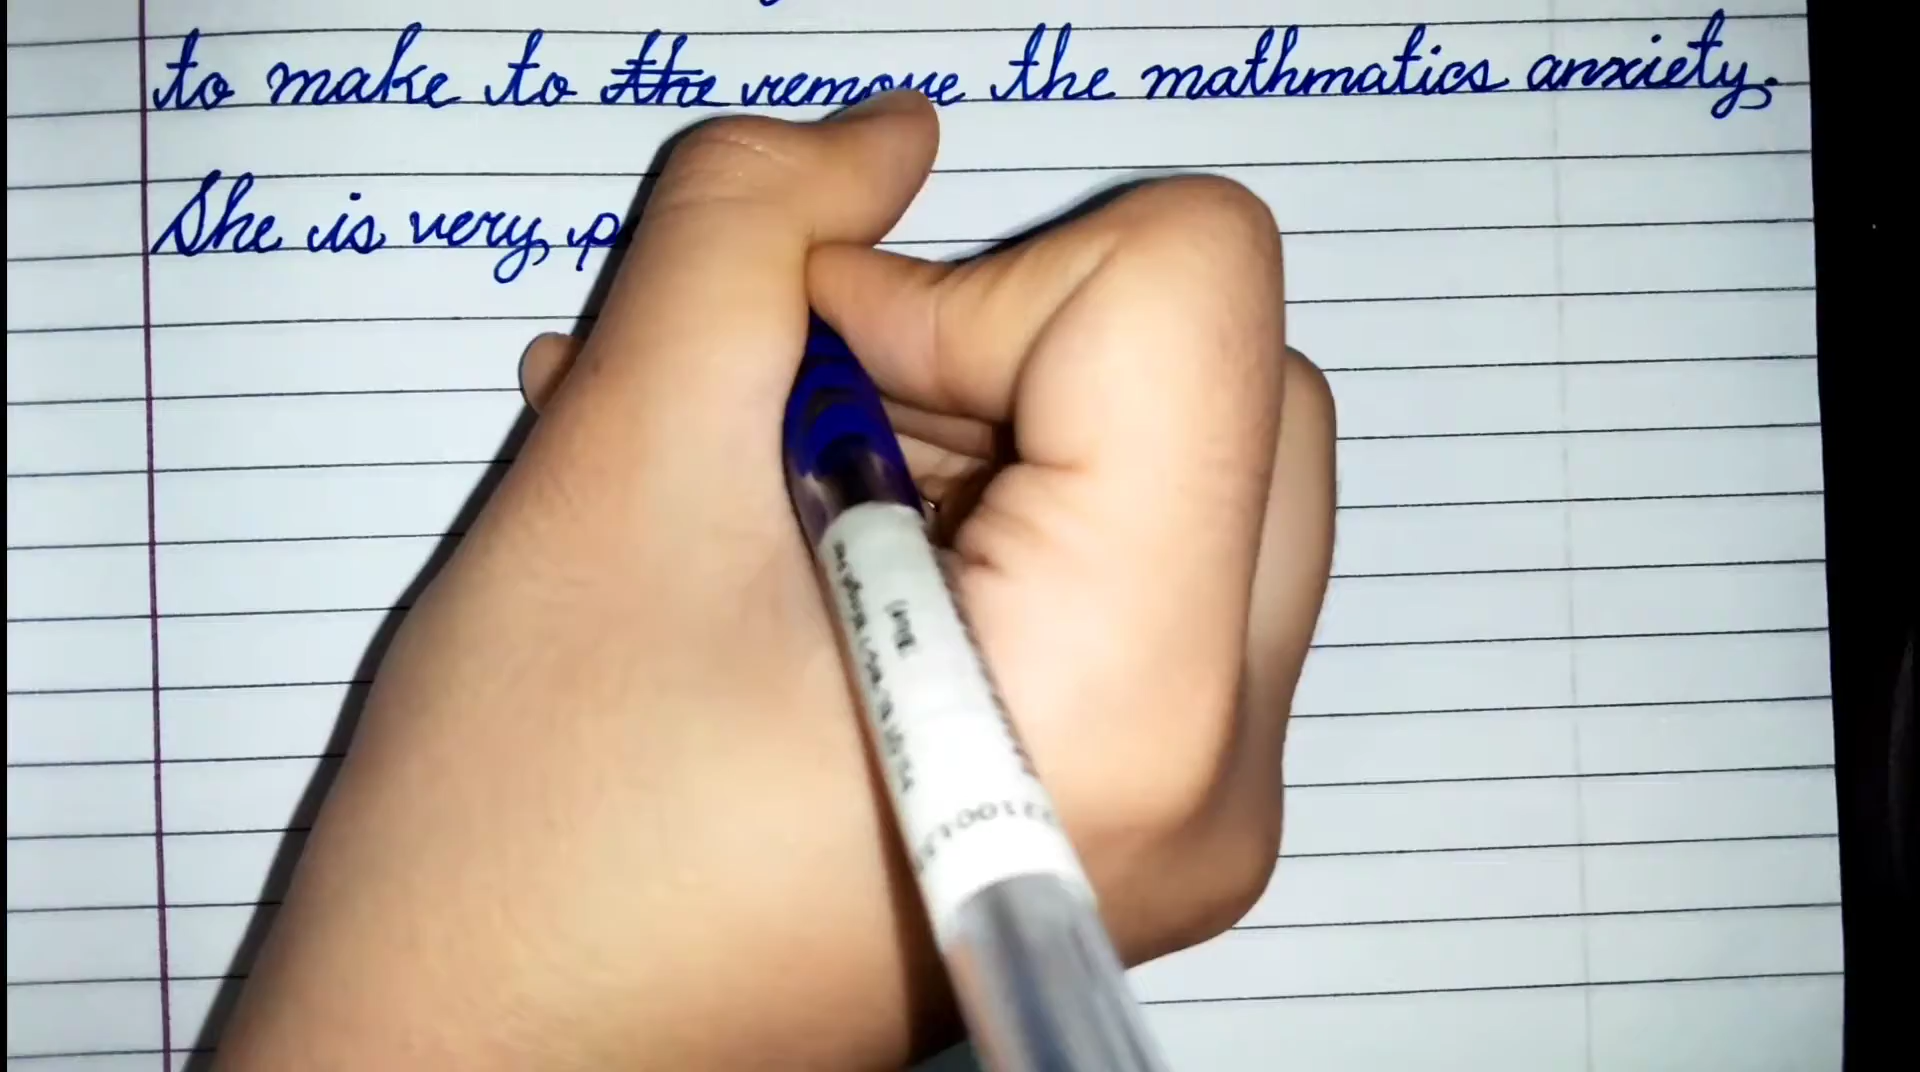 to make to the remove the mathmatics anxiety.
She is very p